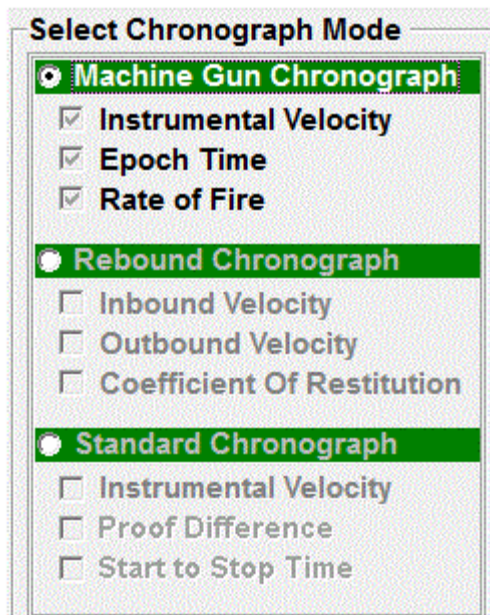 Select Chronograph Mode
Machine Gun Chronograph
Instrumental Velocity
Epoch Time
Rate of Fire
Rebound Chronograph
Inbound Velocity
Outbound Velocity
Coefficient Of Restitution
Standard Chronograph
Instrumental Velocity
Proof Difference
Start to Stop Time